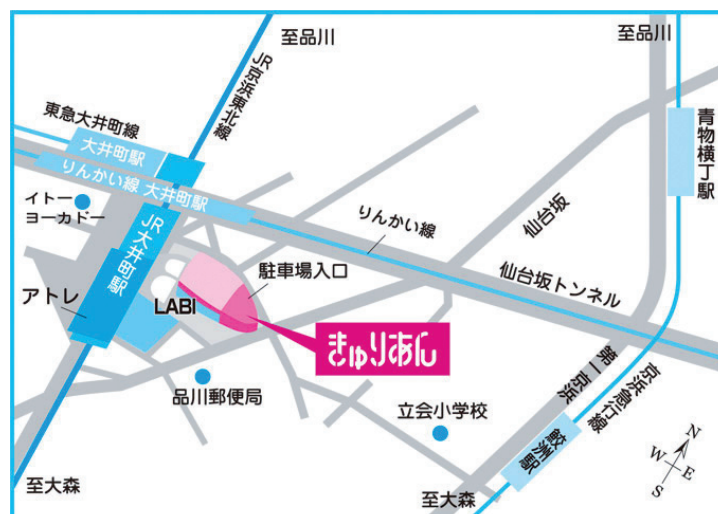 至品川
至品川
JR京浜東北線
東急大井町線
大井町駅
りんかい線 大井町駅
青物横丁駅
イトー
ヨーカドー
りんかい線
仙台坂
JR大井町駅
駐車場入口
仙台坂トンネル
アトレ
LABI
きゅりあん
品川郵便局
第一京浜
京浜急行線
立会小学校
鮫洲駅
至大森
至大森
N
W
E
S